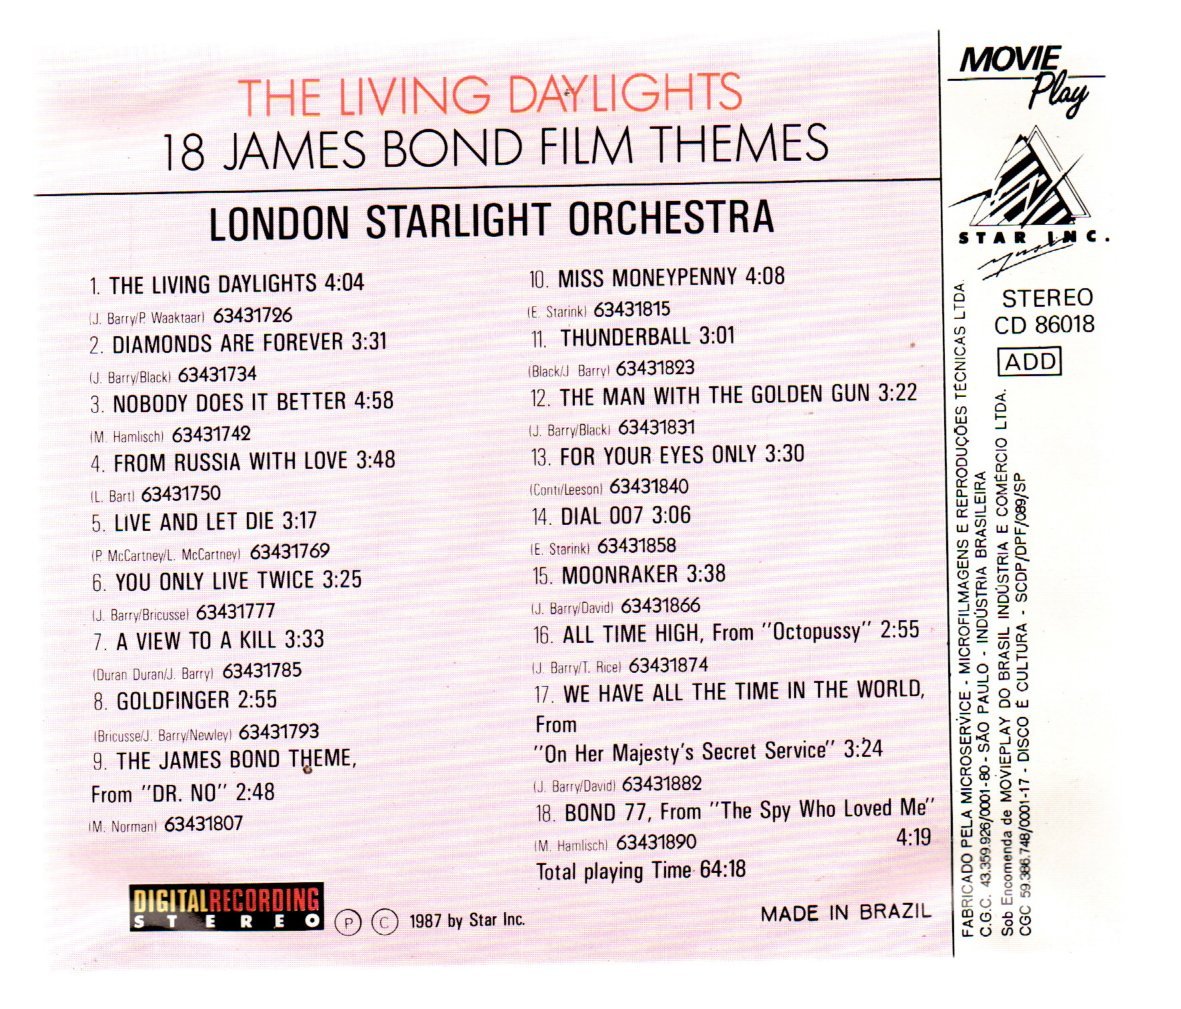 THE LIVING DAYLIGHTS
18 JAMES BOND FILM THEMES
LONDON STARLIGHT ORCHESTRA
1. THE LIVING DAYLIGHTS 4:04
(J. Barry/P. Waaktaar) 63431726
2. DIAMONDS ARE FOREVER 3:31
(J. Barry/Black) 63431734
3. NOBODY DOES IT BETTER 4:58
(M. Hamlisch) 63431742
4. FROM RUSSIA WITH LOVE 3:48
(L. Bart) 63431750
5. LIVE AND LET DIE 3:17
(P. McCartney/L. McCartney) 63431769
6. YOU ONLY LIVE TWICE 3:25
(J. Barry/Bricusse) 63431777
7. A VIEW TO A KILL 3:33
(Duran Duran/J. Barry) 63431785
8. GOLDFINGER 2:55
(Bricusse/J. Barry/Newley) 63431793
9. THE JAMES BOND THEME,
From "DR. NO" 2:48
(M. Norman) 63431807
10. MISS MONEYPENNY 4:08
(E. Starink) 63431815
11. THUNDERBALL 3:01
(Black/J. Barry) 63431823
12. THE MAN WITH THE GOLDEN GUN 3:22
(J. Barry/Black) 63431831
13. FOR YOUR EYES ONLY 3:30
(Conti/Leeson) 63431840
14. DIAL 007 3:06
(E. Starink) 63431858
15. MOONRAKER 3:38
(J. Barry/David) 63431866
16. ALL TIME HIGH, From "Octopussy" 2:55
(J. Barry/T. Rice) 63431874
17. WE HAVE ALL THE TIME IN THE WORLD,
From
"On Her Majesty's Secret Service" 3:24
(J. Barry/David) 63431882
18. BOND 77, From "The Spy Who Loved Me"
(M. Hamlisch) 63431890 4:19
Total playing Time 64:18
DIGITAL RECORDING
STEREO
Ⓟ Ⓒ 1987 by Star Inc.
MADE IN BRAZIL
MOVIE
Play
STAR INC.
Music
STEREO
CD 86018
ADD
FABRICADO PELA MICROSERVICE - MICROFILMAGENS E REPRODUÇÕES TÉCNICAS LTDA.
C.G.C. 43.359.926/0001-80 - SÃO PAULO - INDÚSTRIA BRASILEIRA
Sob Encomenda de MOVIEPLAY DO BRASIL INDÚSTRIA E COMÉRCIO LTDA.
CGC 59.386.748/0001-17 - DISCO É CULTURA - SCDP/DPF/089/SP